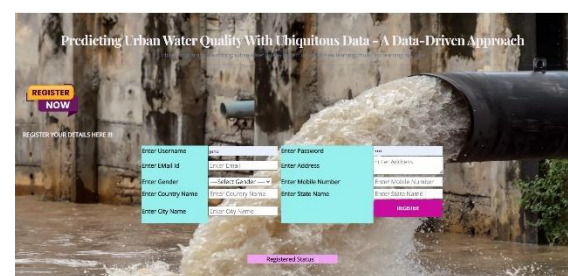 Predicting Urban Water Quality With Ubiquitous Data - A Data-Driven Approach
REGISTER
NOW
REGISTER YOUR DETAILS HERE !!!
Enter Username Enter Password
Enter EMail Id Enter Email Enter Address Enter Address
Enter Gender ---Select Gender --- Enter Mobile Number Enter Mobile Number
Enter Country Name Enter Country Name Enter State Name Enter State Name
Enter City Name Enter City Name REGISTER
Registered Status